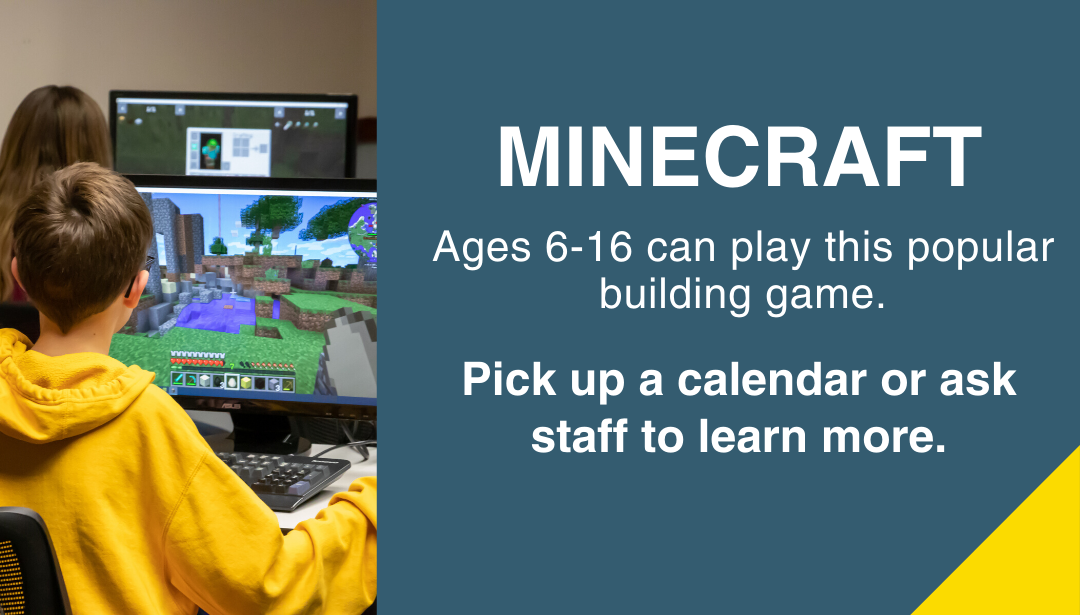 MINECRAFT
Ages 6-16 can play this popular
building game.
Pick up a calendar or ask
staff to learn more.
ASUS